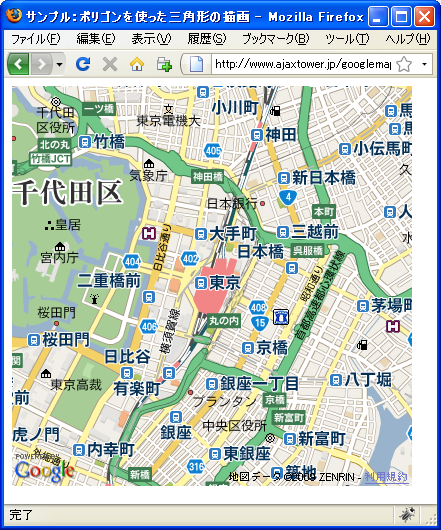 サンプル：ポリゴンを使った三角形の描画 - Mozilla Firefox
ファイル(F) 編集(E) 表示(V) 履歴(S) ブックマーク(B) ツール(T) ヘルプ(H)
http://www.ajaxtower.jp/googlemap
小川町
千代田
区役所
一ツ橋
東京電機大
神田
北の丸
竹橋
竹橋JCT
405
小伝馬町
気象庁
神田橋
新日本橋
千代田区
日本銀行
本町
皇居
大手町
三越前
日本橋
呉服橋
宮内庁
404
日比谷通り
402
二重橋前
東京
昭和通り
首都高速都心環状線
408
茅場町
桜田門
丸の内
15
406
横須賀線
桜田門
日比谷
京橋
東京高裁
有楽町
銀座一丁目
八丁堀
プランタン
京橋
虎ノ門
銀座
中央区役所
新富町
内幸町
新富町
東銀座
新橋
316
築地
POWERED BY
Google
地図データ ©2009 ZENRIN - 利用規約
完了